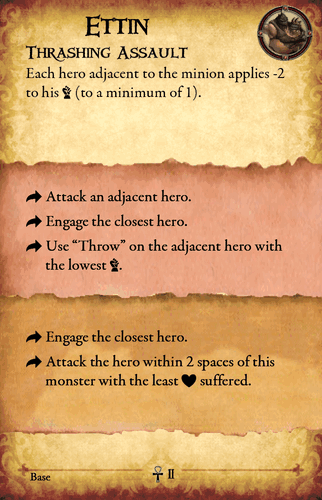 Ettin
Thrashing Assault
Each hero adjacent to the minion applies -2
to his (to a minimum of 1).
Attack an adjacent hero.
Engage the closest hero.
Use “Throw” on the adjacent hero with
the lowest .
Engage the closest hero.
Attack the hero within 2 spaces of this
monster with the least ♥ suffered.
Base
☥ II